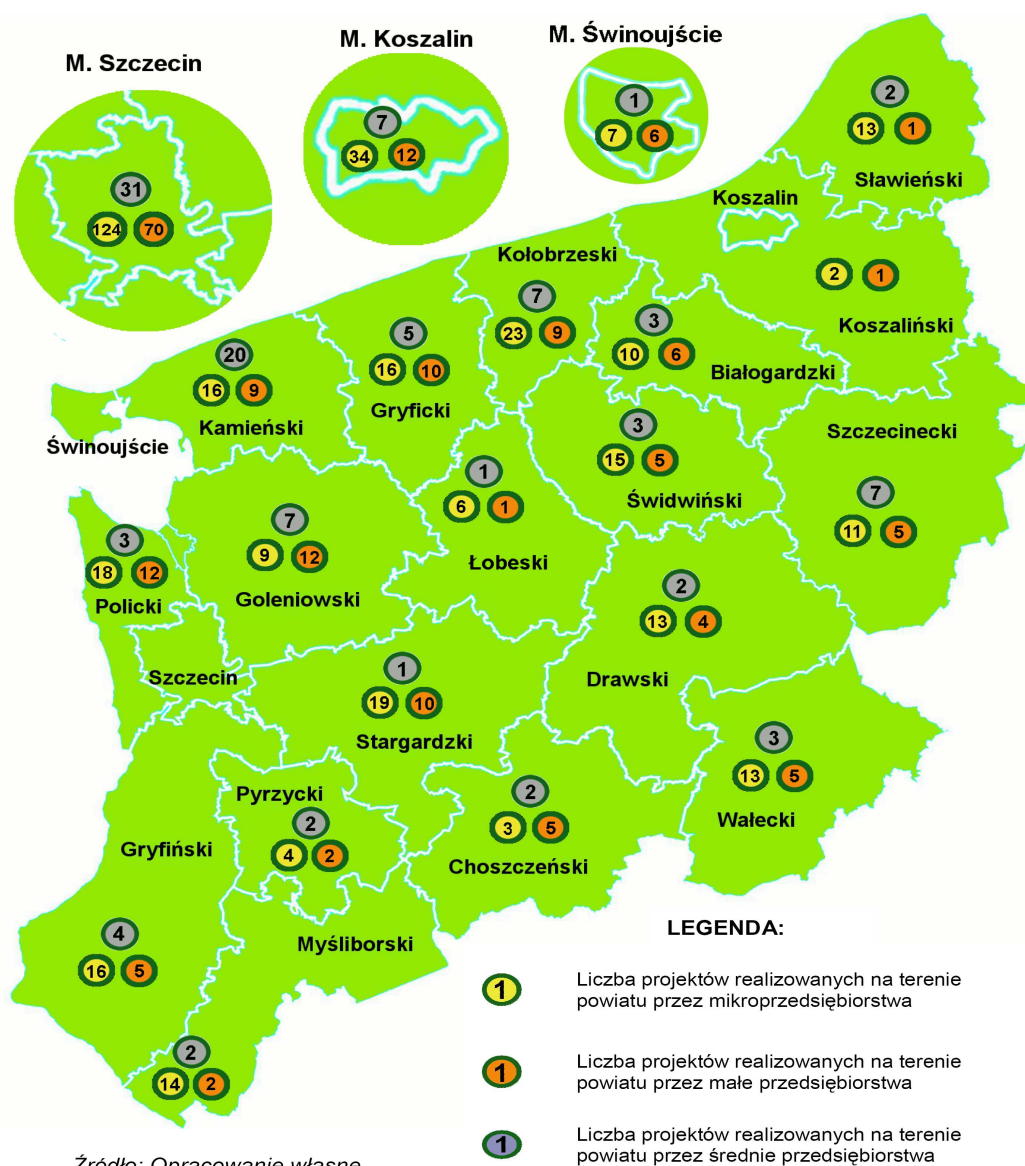 M. Szczecin
M. Koszalin
M. Świnoujście
31
124 70
7
34 12
1
7 6
2
13 1
Sławieński
Koszalin
2 1
Koszaliński
Kołobrzeski
7
23 9
3
10 6
Białogardzki
5
16 10
Gryficki
20
16 9
Kamieński
Świnoujście
3
15 5
Świdwiński
Szczecinecki
7
11 5
1
6 1
Łobeski
7
9 12
Goleniowski
3
18 12
Policki
Szczecin
2
13 4
Drawski
1
19 10
Stargardzki
3
13 5
Wałecki
Pyrzycki
2
4 2
2
3 5
Choszczeński
Gryfiński
4
16 5
Myśliborski
2
14 2
LEGENDA:
1 Liczba projektów realizowanych na terenie
powiatu przez mikroprzedsiębiorstwa
1 Liczba projektów realizowanych na terenie
powiatu przez małe przedsiębiorstwa
1 Liczba projektów realizowanych na terenie
powiatu przez średnie przedsiębiorstwa
Źródło: Opracowanie własne